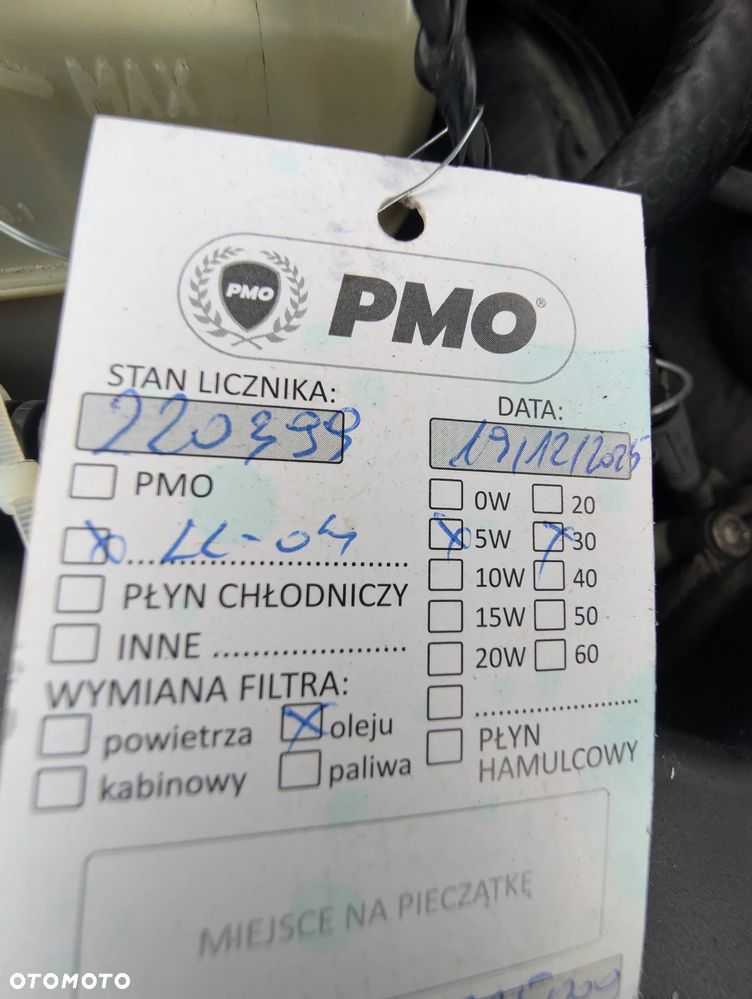 MAX
PMO
PMO®
STAN LICZNIKA:
220399
DATA:
19/12/2025
PMO
LL-04
PŁYN CHŁODNICZY
INNE ....................
WYMIANA FILTRA:
powietrza
oleju
kabinowy
paliwa
0W 20
5W 30
10W 40
15W 50
20W 60
PŁYN HAMULCOWY
MIEJSCE NA PIECZĄTKĘ
OTOMOTO